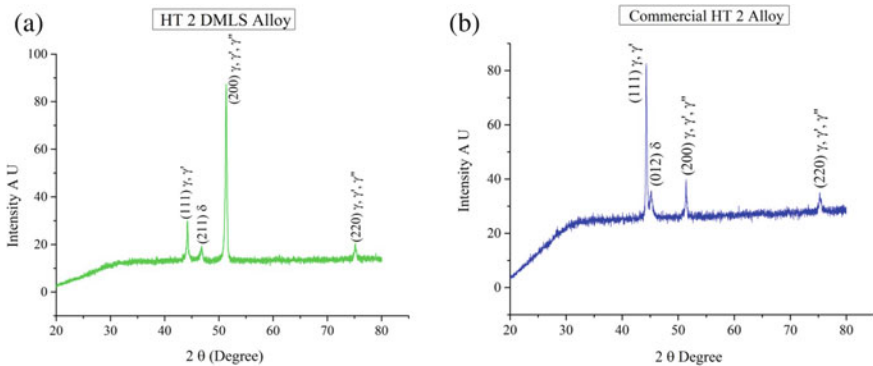 (a)
HT 2 DMLS Alloy
100
80
60
40
20
0
Intensity A U
(111) γ, γ'
(211) δ
(200) γ, γ', γ"
(220) γ, γ', γ"
20 30 40 50 60 70 80
2 θ (Degree)
(b)
Commercial HT 2 Alloy
80
60
40
20
0
Intensity A U
(111) γ, γ'
(012) δ
(200) γ, γ', γ"
(220) γ, γ', γ"
20 30 40 50 60 70 80
2 θ Degree